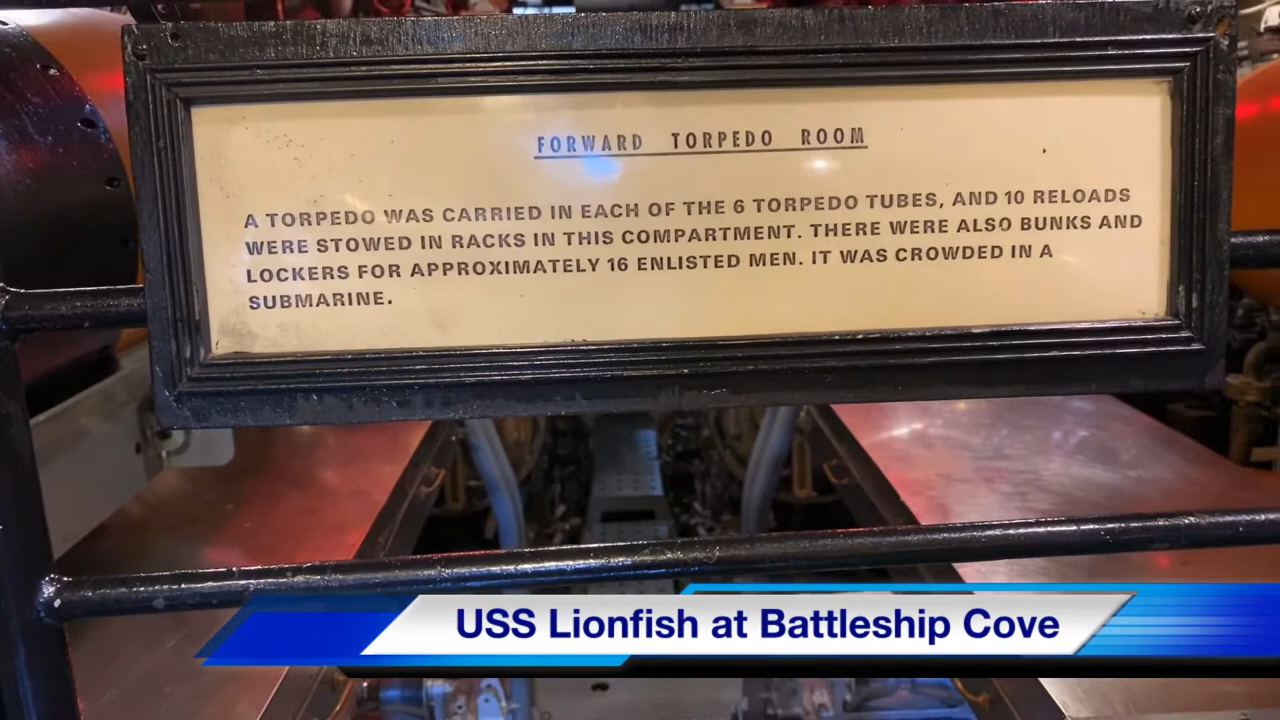 FORWARD TORPEDO ROOM
A TORPEDO WAS CARRIED IN EACH OF THE 6 TORPEDO TUBES, AND 10 RELOADS
WERE STOWED IN RACKS IN THIS COMPARTMENT. THERE WERE ALSO BUNKS AND
LOCKERS FOR APPROXIMATELY 16 ENLISTED MEN. IT WAS CROWDED IN A
SUBMARINE.
USS Lionfish at Battleship Cove